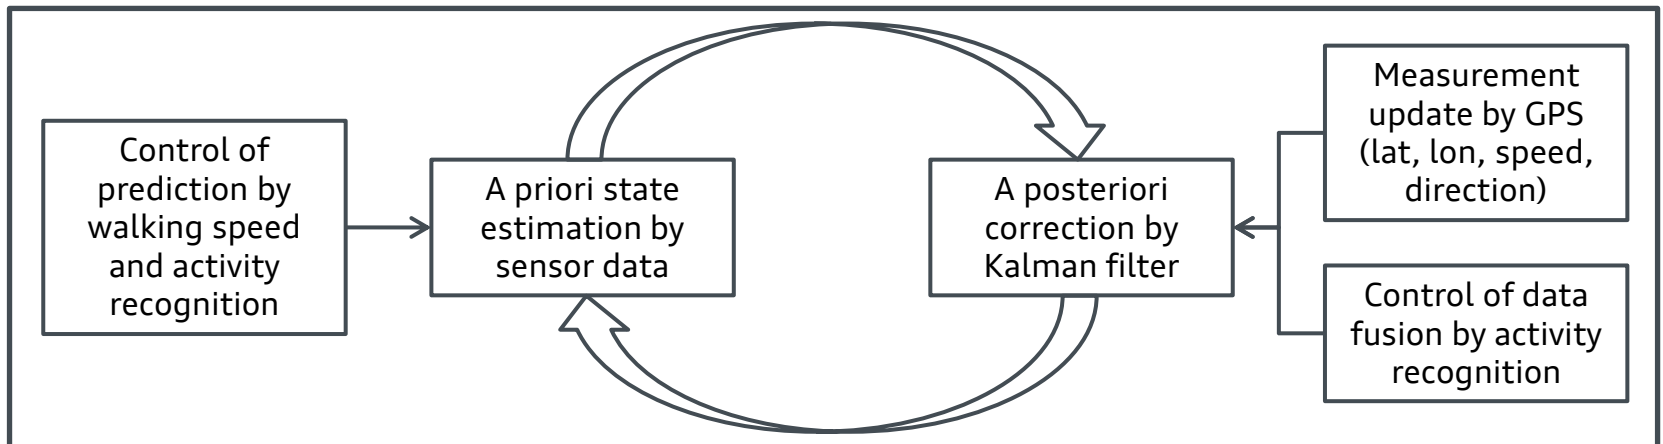 Control of
prediction by
walking speed
and activity
recognition
A priori state
estimation by
sensor data
A posteriori
correction by
Kalman filter
Measurement
update by GPS
(lat, lon, speed,
direction)
Control of data
fusion by activity
recognition